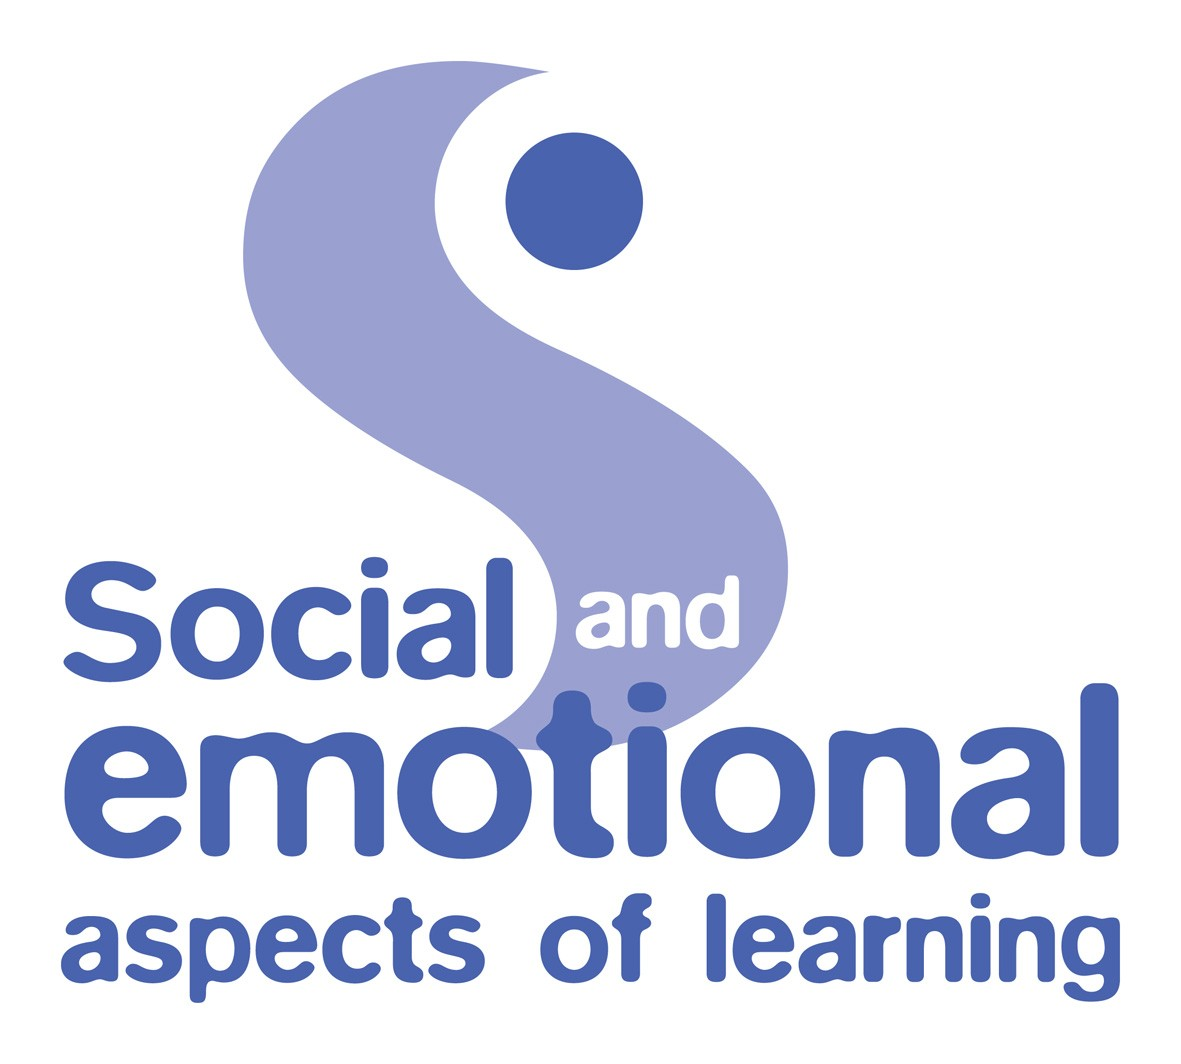 Social and
emotional
aspects of learning